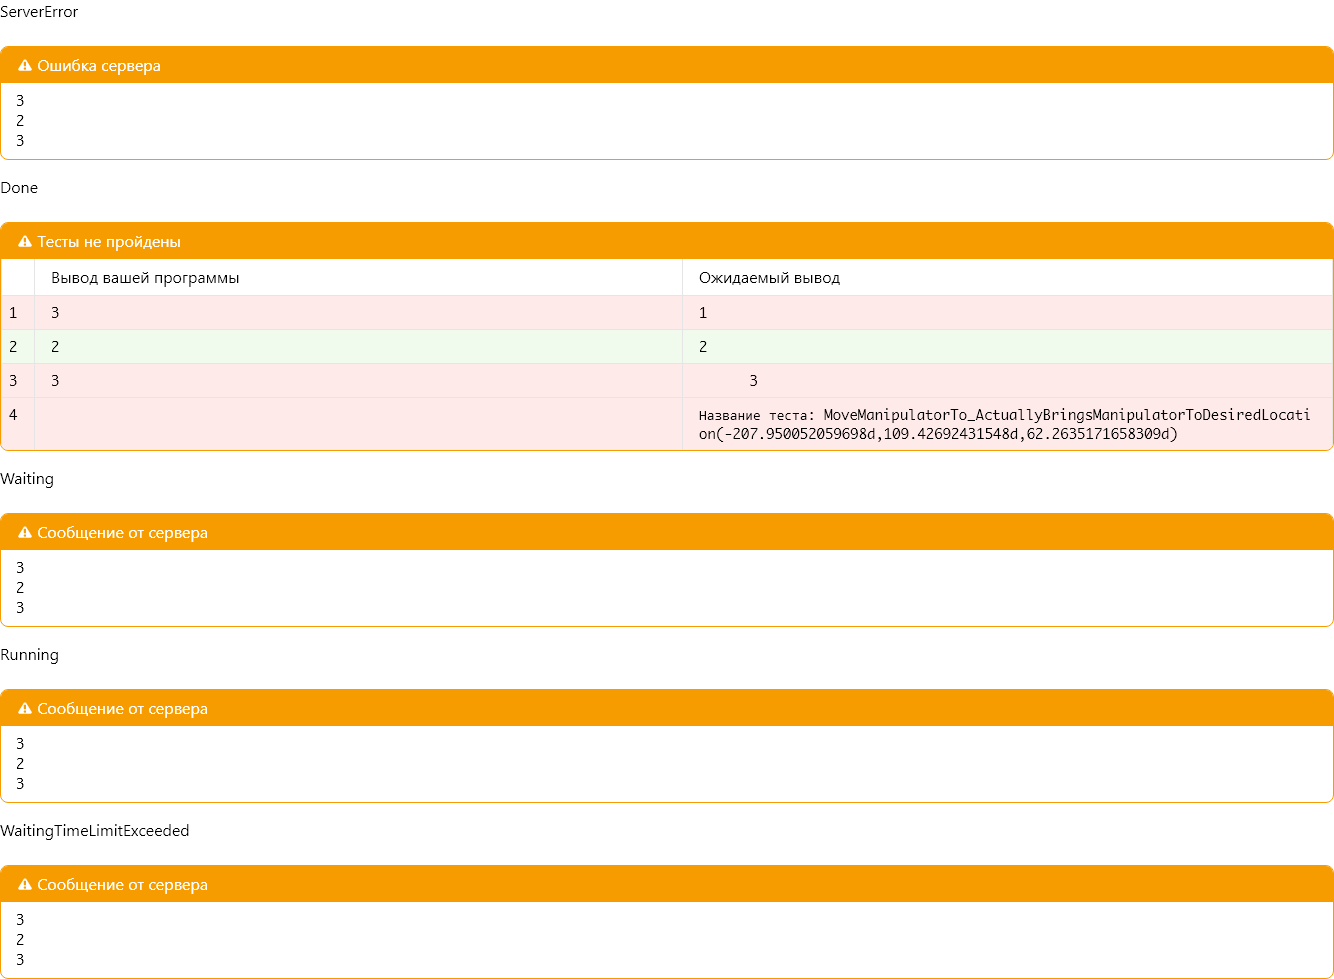 ServerError
Ошибка сервера
3
2
3
Done
Тесты не пройдены
Вывод вашей программы Ожидаемый вывод
1 3 1
2 2 2
3 3 3
4 Название теста: MoveManipulatorTo_ActuallyBringsManipulatorToDesiredLocati
on(-207.950052059698d,109.42692431548d,62.2635171658309d)
Waiting
Сообщение от сервера
3
2
3
Running
Сообщение от сервера
3
2
3
WaitingTimeLimitExceeded
Сообщение от сервера
3
2
3